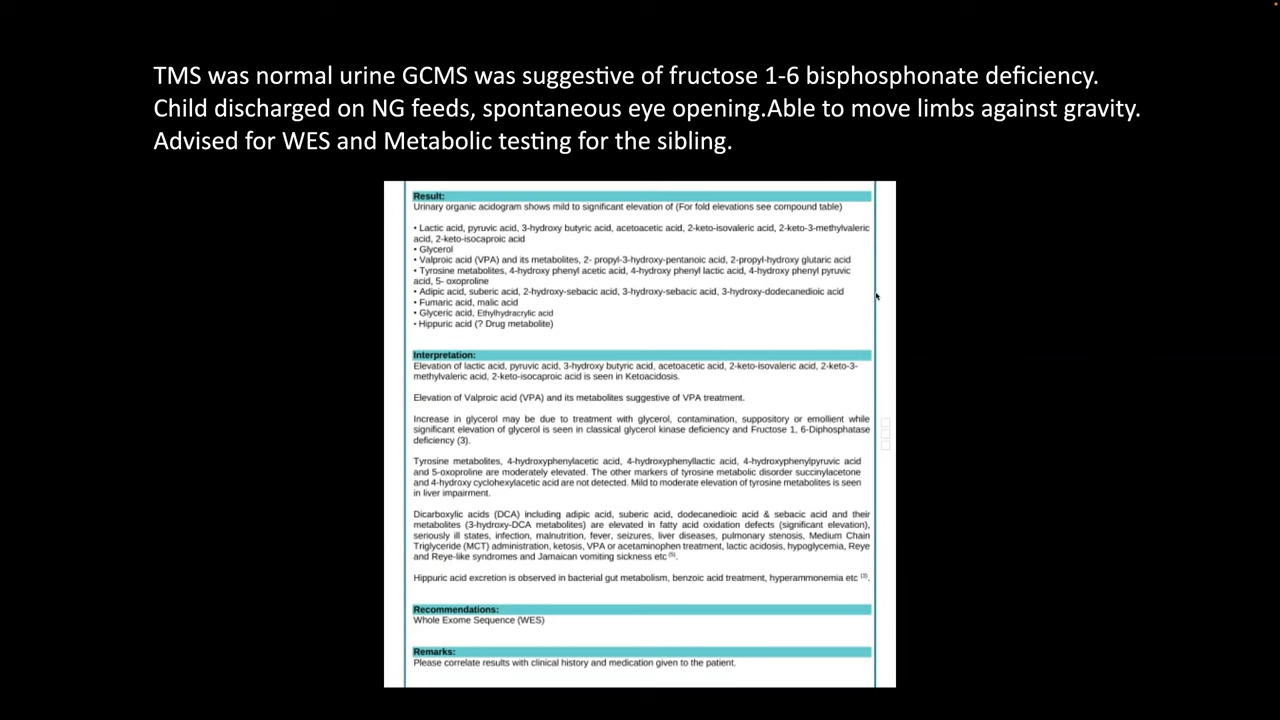 TMS was normal urine GCMS was suggestive of fructose 1-6 bisphosphonate deficiency.
Child discharged on NG feeds, spontaneous eye opening.Able to move limbs against gravity.
Advised for WES and Metabolic testing for the sibling.
Result:
Urinary organic acidogram shows mild to significant elevation of (For fold elevations see compound table)
• Lactic acid, pyruvic acid, 3-hydroxy butyric acid, acetoacetic acid, 2-keto-isovaleric acid, 2-keto-3-methylvaleric
acid, 2-keto-isocaproic acid
• Glycerol
• Valproic acid (VPA) and its metabolites, 2- propyl-3-hydroxy-pentanoic acid, 2-propyl-hydroxy glutaric acid
• Tyrosine metabolites, 4-hydroxy phenyl acetic acid, 4-hydroxy phenyl lactic acid, 4-hydroxy phenyl pyruvic
acid, 5- oxoproline
• Adipic acid, suberic acid, 2-hydroxy-sebacic acid, 3-hydroxy-sebacic acid, 3-hydroxy-dodecanedioic acid
• Fumaric acid, malic acid
• Glyceric acid, Ethylhydracrylic acid
• Hippuric acid (? Drug metabolite)
Interpretation:
Elevation of lactic acid, pyruvic acid, 3-hydroxy butyric acid, acetoacetic acid, 2-keto-isovaleric acid, 2-keto-3-
methylvaleric acid, 2-keto-isocaproic acid is seen in Ketoacidosis.
Elevation of Valproic acid (VPA) and its metabolites suggestive of VPA treatment.
Increase in glycerol may be due to treatment with glycerol, contamination, suppository or emollient while
significant elevation of glycerol is seen in classical glycerol kinase deficiency and Fructose 1, 6-Diphosphatase
deficiency (3).
Tyrosine metabolites, 4-hydroxyphenylacetic acid, 4-hydroxyphenyllactic acid, 4-hydroxyphenylpyruvic acid
and 5-oxoproline are moderately elevated. The other markers of tyrosine metabolic disorder succinylacetone
and 4-hydroxy cyclohexylacetic acid are not detected. Mild to moderate elevation of tyrosine metabolites is seen
in liver impairment.
Dicarboxylic acids (DCA) including adipic acid, suberic acid, dodecanedioic acid & sebacic acid and their
metabolites (3-hydroxy-DCA metabolites) are elevated in fatty acid oxidation defects (significant elevation),
seriously ill states, infection, malnutrition, fever, seizures, liver diseases, pulmonary stenosis, Medium Chain
Triglyceride (MCT) administration, ketosis, VPA or acetaminophen treatment, lactic acidosis, hypoglycemia, Reye
and Reye-like syndromes and Jamaican vomiting sickness etc (5).
Hippuric acid excretion is observed in bacterial gut metabolism, benzoic acid treatment, hyperammonemia etc (3).
Recommendations:
Whole Exome Sequence (WES)
Remarks:
Please correlate results with clinical history and medication given to the patient.